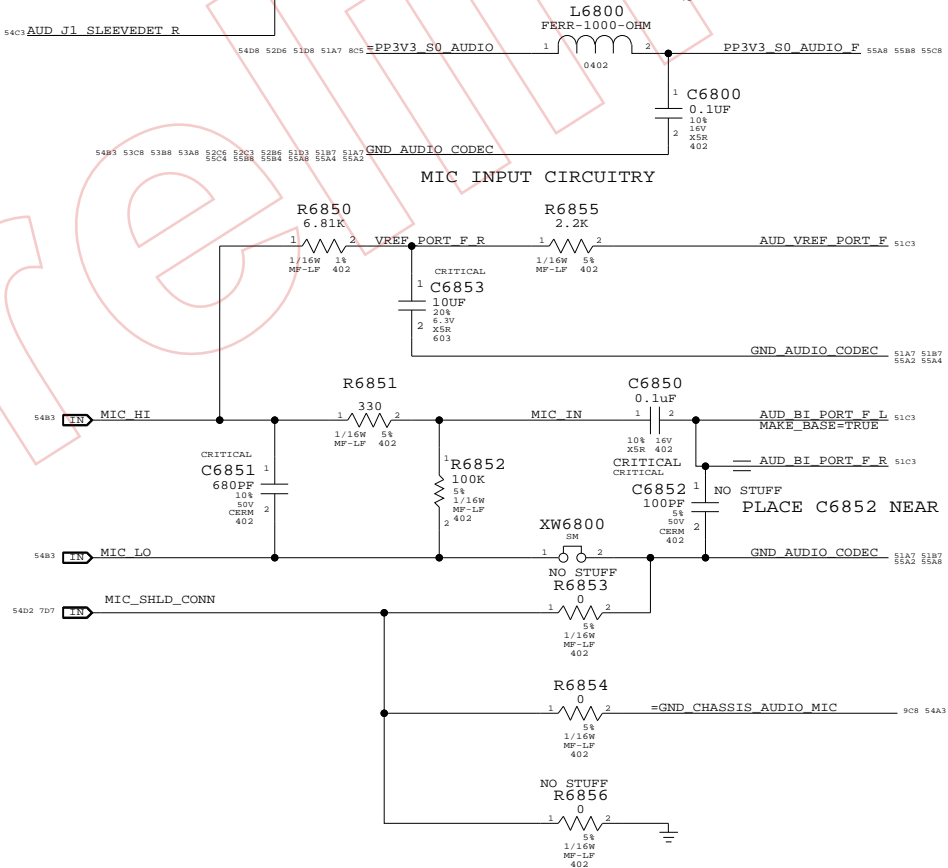 L6800
FERR-1000-OHM
54C3 AUD_J1_SLEEVEDET_R
54D8 52D6 51D8 51A7 8C5 =PP3V3_S0_AUDIO 1 2 PP3V3_S0_AUDIO_F 55A8 55B8 55C8
0402
1 C6800
0.1UF
10%
16V
2 X5R
402
54B3 53C8 53B8 53A8 52C6 52C3 52B6 51D3 51B7 51A7 GND_AUDIO_CODEC
55C4 55B8 55B4 55A8 55A4 55A2
MIC INPUT CIRCUITRY
R6850 R6855
6.81K 2.2K
1 2 VREF_PORT_F_R 1 2 AUD_VREF_PORT_F 51C3
1/16W 1% 1/16W 5%
MF-LF 402 MF-LF 402
CRITICAL
1 C6853
10UF
20%
6.3V
2 X5R
603
GND_AUDIO_CODEC 51A7 51B7
55A2 55A4
R6851 C6850
330 0.1uF
54B3 IN MIC_HI 1 2 MIC_IN 1 2 AUD_BI_PORT_F_L 51C3
MAKE_BASE=TRUE
1/16W 5% 10% 16V
MF-LF 402 X5R 402
CRITICAL
CRITICAL
AUD_BI_PORT_F_R 51C3
CRITICAL
C6851 1
680PF
10%
50V 2
CERM
402
1 R6852
100K
5%
1/16W
MF-LF
402
2
C6852 1 NO STUFF
100PF
5%
50V 2
CERM
402
PLACE C6852 NEAR
XW6800
SM
54B3 IN MIC_LO 1 2 GND_AUDIO_CODEC 51A7 51B7
55A2 55A8
NO STUFF
R6853
0
54D2 7D7 IN MIC_SHLD_CONN 1 2
5%
1/16W
MF-LF
402
R6854
0
1 2 =GND_CHASSIS_AUDIO_MIC 9C8 54A3
5%
1/16W
MF-LF
402
NO STUFF
R6856
0
1 2
5%
1/16W
MF-LF
402